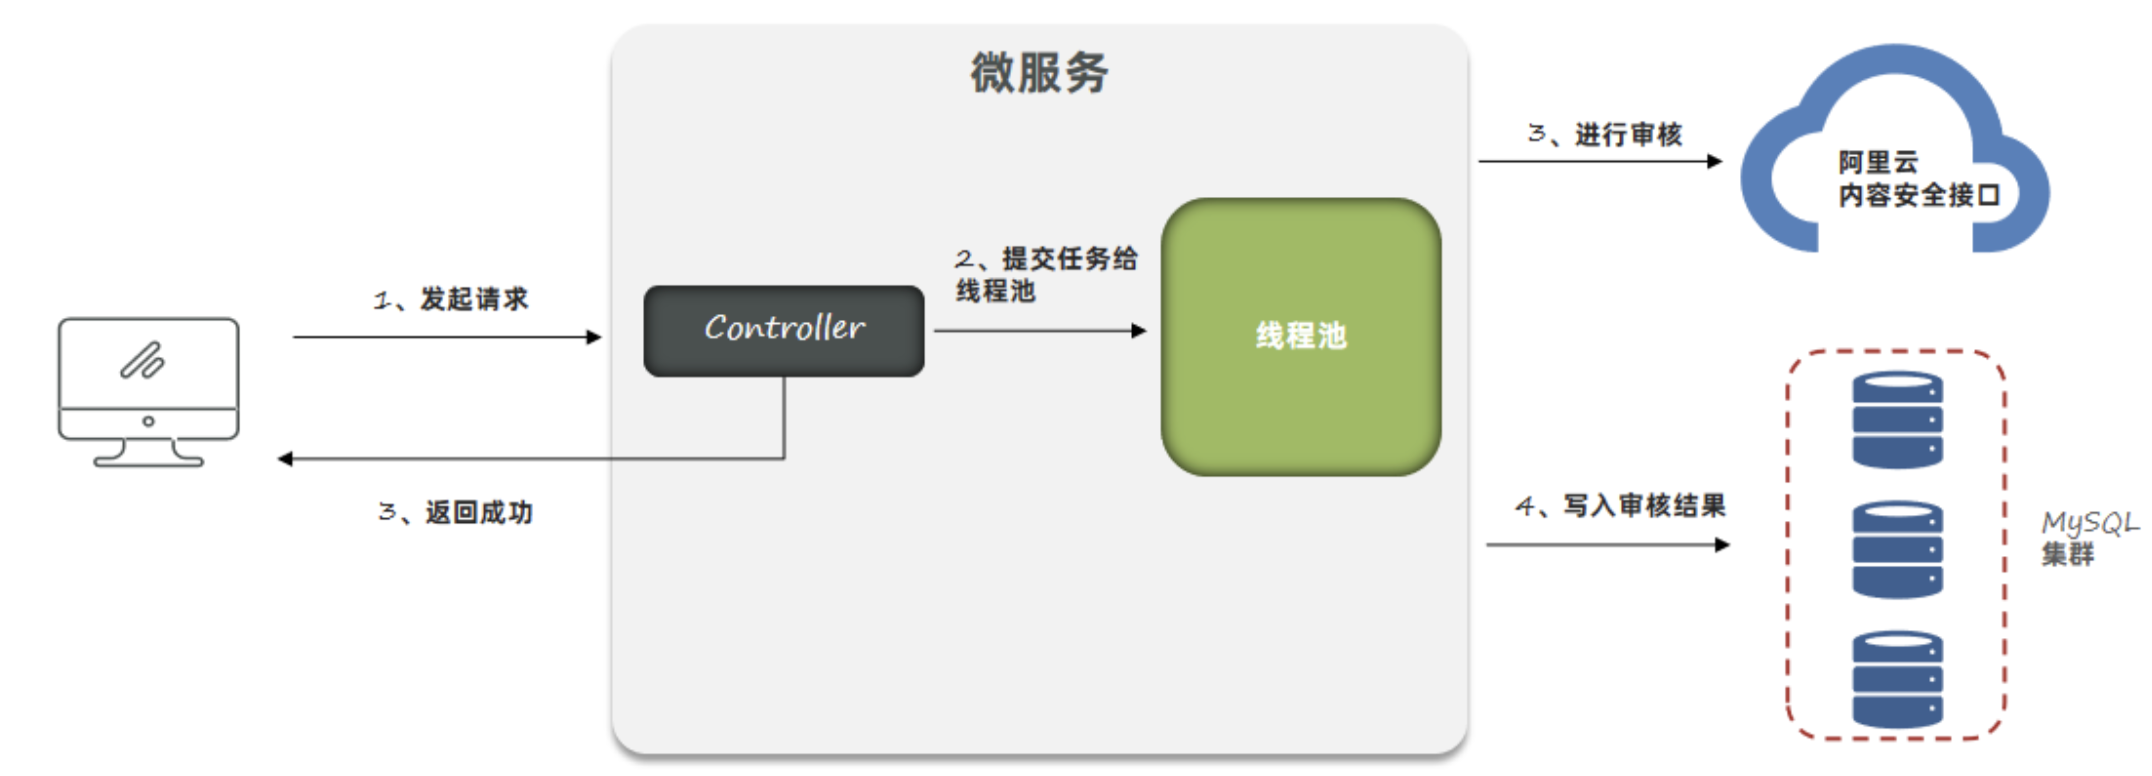 微服务
1、发起请求
Controller
2、提交任务给
线程池
线程池
3、返回成功
3、进行审核
阿里云
内容安全接口
4、写入审核结果
MySQL
集群